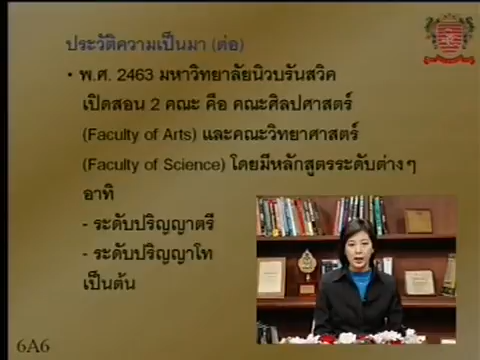 ประวัติความเป็นมา (ต่อ)
• พ.ศ. 2463 มหาวิทยาลัยนิวบรันสวิค
เปิดสอน 2 คณะ คือ คณะศิลปศาสตร์
(Faculty of Arts) และคณะวิทยาศาสตร์
(Faculty of Science) โดยมีหลักสูตรระดับต่างๆ
อาทิ
- ระดับปริญญาตรี
- ระดับปริญญาโท
เป็นต้น
6A6